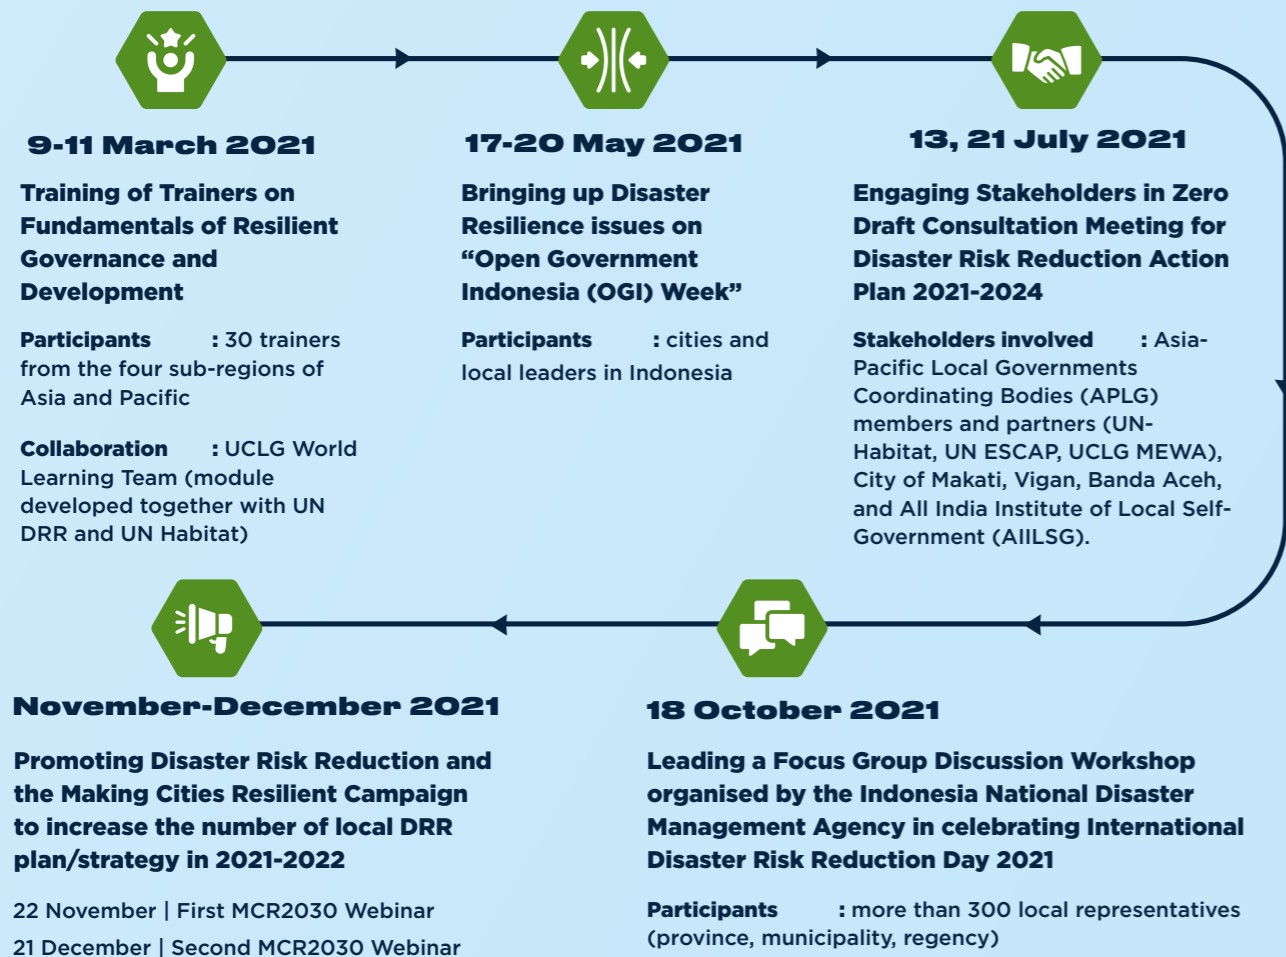 9-11 March 2021
Training of Trainers on
Fundamentals of Resilient
Governance and
Development
Participants : 30 trainers
from the four sub-regions of
Asia and Pacific
Collaboration : UCLG World
Learning Team (module
developed together with UN
DRR and UN Habitat)
17-20 May 2021
Bringing up Disaster
Resilience issues on
“Open Government
Indonesia (OGI) Week”
Participants : cities and
local leaders in Indonesia
13, 21 July 2021
Engaging Stakeholders in Zero
Draft Consultation Meeting for
Disaster Risk Reduction Action
Plan 2021-2024
Stakeholders involved : Asia-
Pacific Local Governments
Coordinating Bodies (APLG)
members and partners (UN-
Habitat, UN ESCAP, UCLG MEWA),
City of Makati, Vigan, Banda Aceh,
and All India Institute of Local Self-
Government (AIILSG).
18 October 2021
Leading a Focus Group Discussion Workshop
organised by the Indonesia National Disaster
Management Agency in celebrating International
Disaster Risk Reduction Day 2021
Participants : more than 300 local representatives
(province, municipality, regency)
November-December 2021
Promoting Disaster Risk Reduction and
the Making Cities Resilient Campaign
to increase the number of local DRR
plan/strategy in 2021-2022
22 November | First MCR2030 Webinar
21 December | Second MCR2030 Webinar